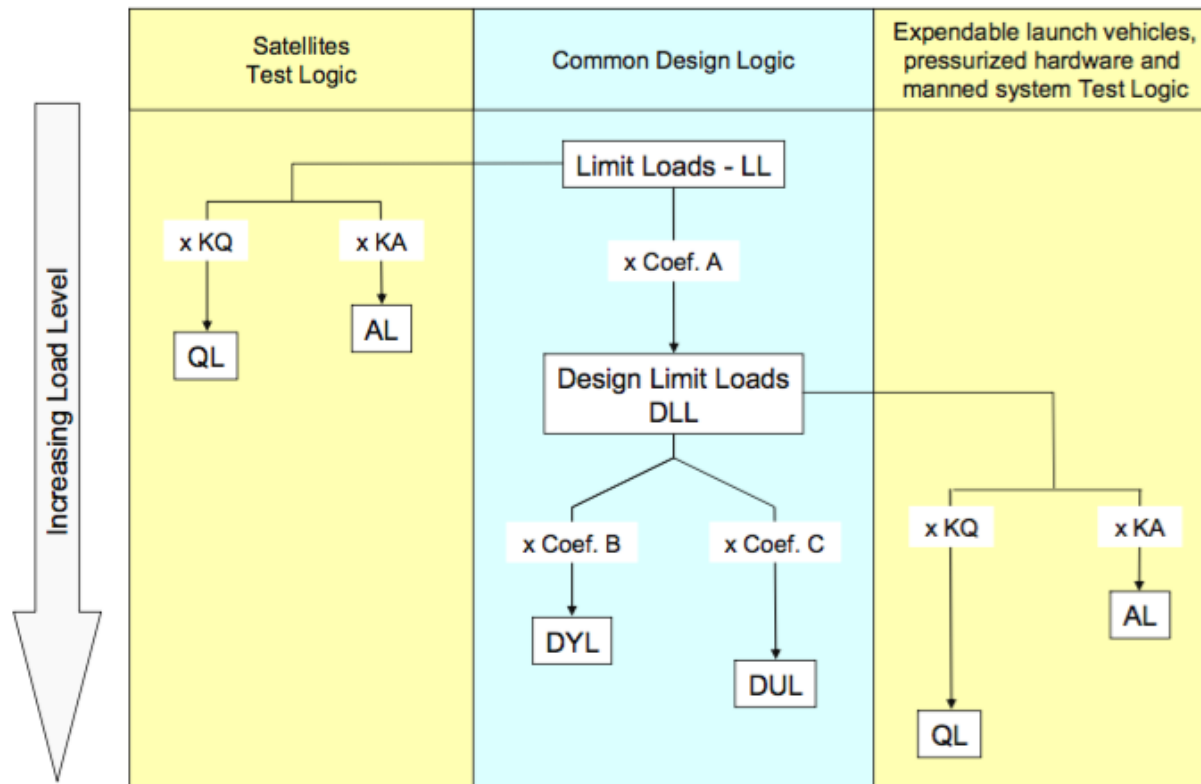 Satellites
Test Logic
Common Design Logic
Expendable launch vehicles,
pressurized hardware and
manned system Test Logic
Increasing Load Level
Limit Loads - LL
x KQ
x KA
x Coef. A
QL
AL
Design Limit Loads
DLL
x Coef. B
x Coef. C
x KQ
x KA
DYL
DUL
AL
QL